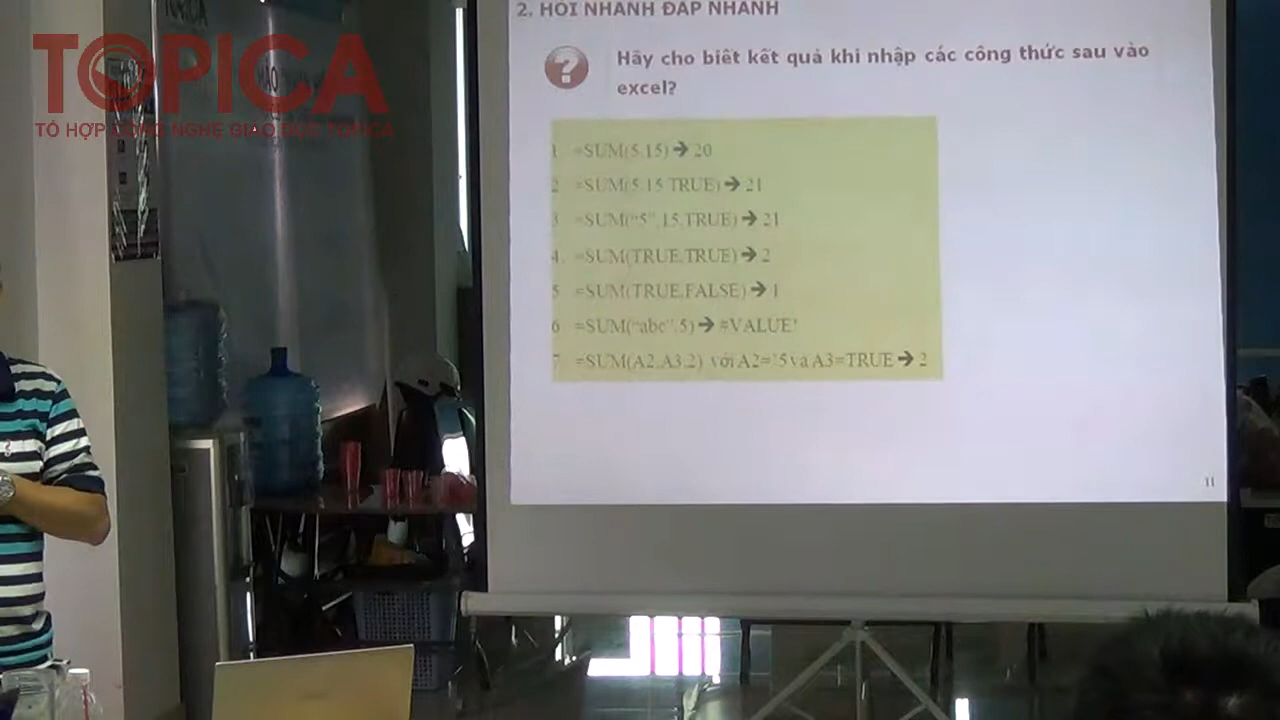 TOPICA
TỔ HỢP CÔNG NGHỆ GIÁO DỤC TOPICA
2. HỎI NHANH ĐÁP NHANH
?
Hãy cho biết kết quả khi nhập các công thức sau vào
excel?
1. =SUM(5,15) ➔ 20
2. =SUM(5,15,TRUE) ➔ 21
3. =SUM("5",15,TRUE) ➔ 21
4. =SUM(TRUE,TRUE) ➔ 2
5. =SUM(TRUE,FALSE) ➔ 1
6. =SUM("abc",5) ➔ #VALUE!
7. =SUM(A2,A3,2) với A2='5 và A3=TRUE ➔ 2
11